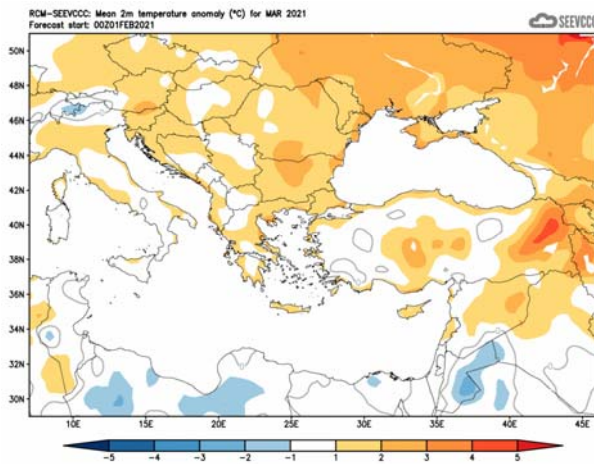 RCM-SEEVCCC: Mean 2m temperature anomaly (°C) for MAR 2021
Forecast start: 00Z01FEB2021
SEEVCCC
50N
48N
46N
44N
42N
40N
38N
36N
34N
32N
30N
10E 15E 20E 25E 30E 35E 40E 45E
-5 -4 -3 -2 -1 1 2 3 4 5